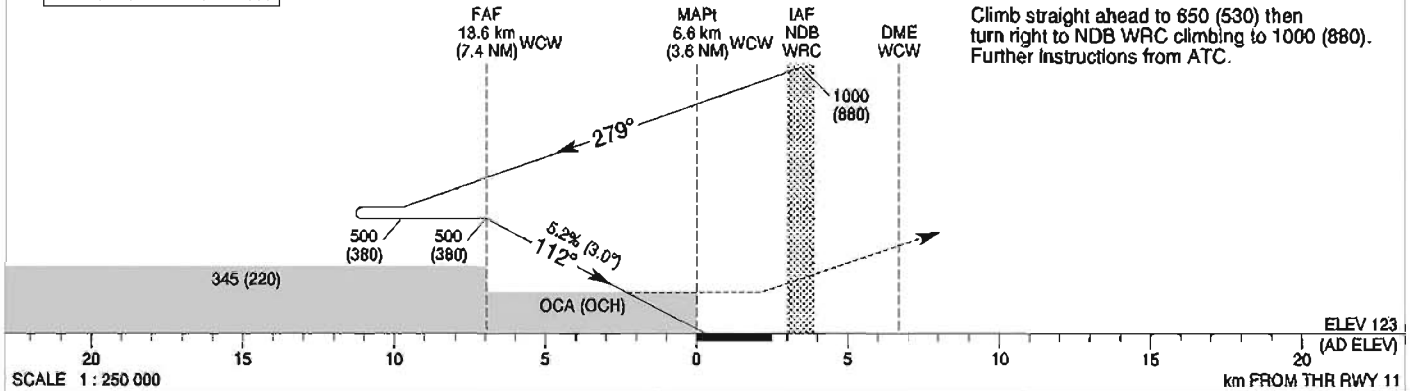 FAF
13.6 km
(7.4 NM) WCW
MAPt
6.6 km
(3.6 NM) WCW
IAF
NDB
WRC
DME
WCW
Climb straight ahead to 650 (530) then
turn right to NDB WRC climbing to 1000 (880).
Further instructions from ATC.
1000
(880)
279°
500
(380)
500
(380)
5.2% (3.0°)
112°
345 (220)
OCA (OCH)
ELEV 123
(AD ELEV)
20 15 10 5 0 5 10 15 20
SCALE 1 : 250 000
km FROM THR RWY 11